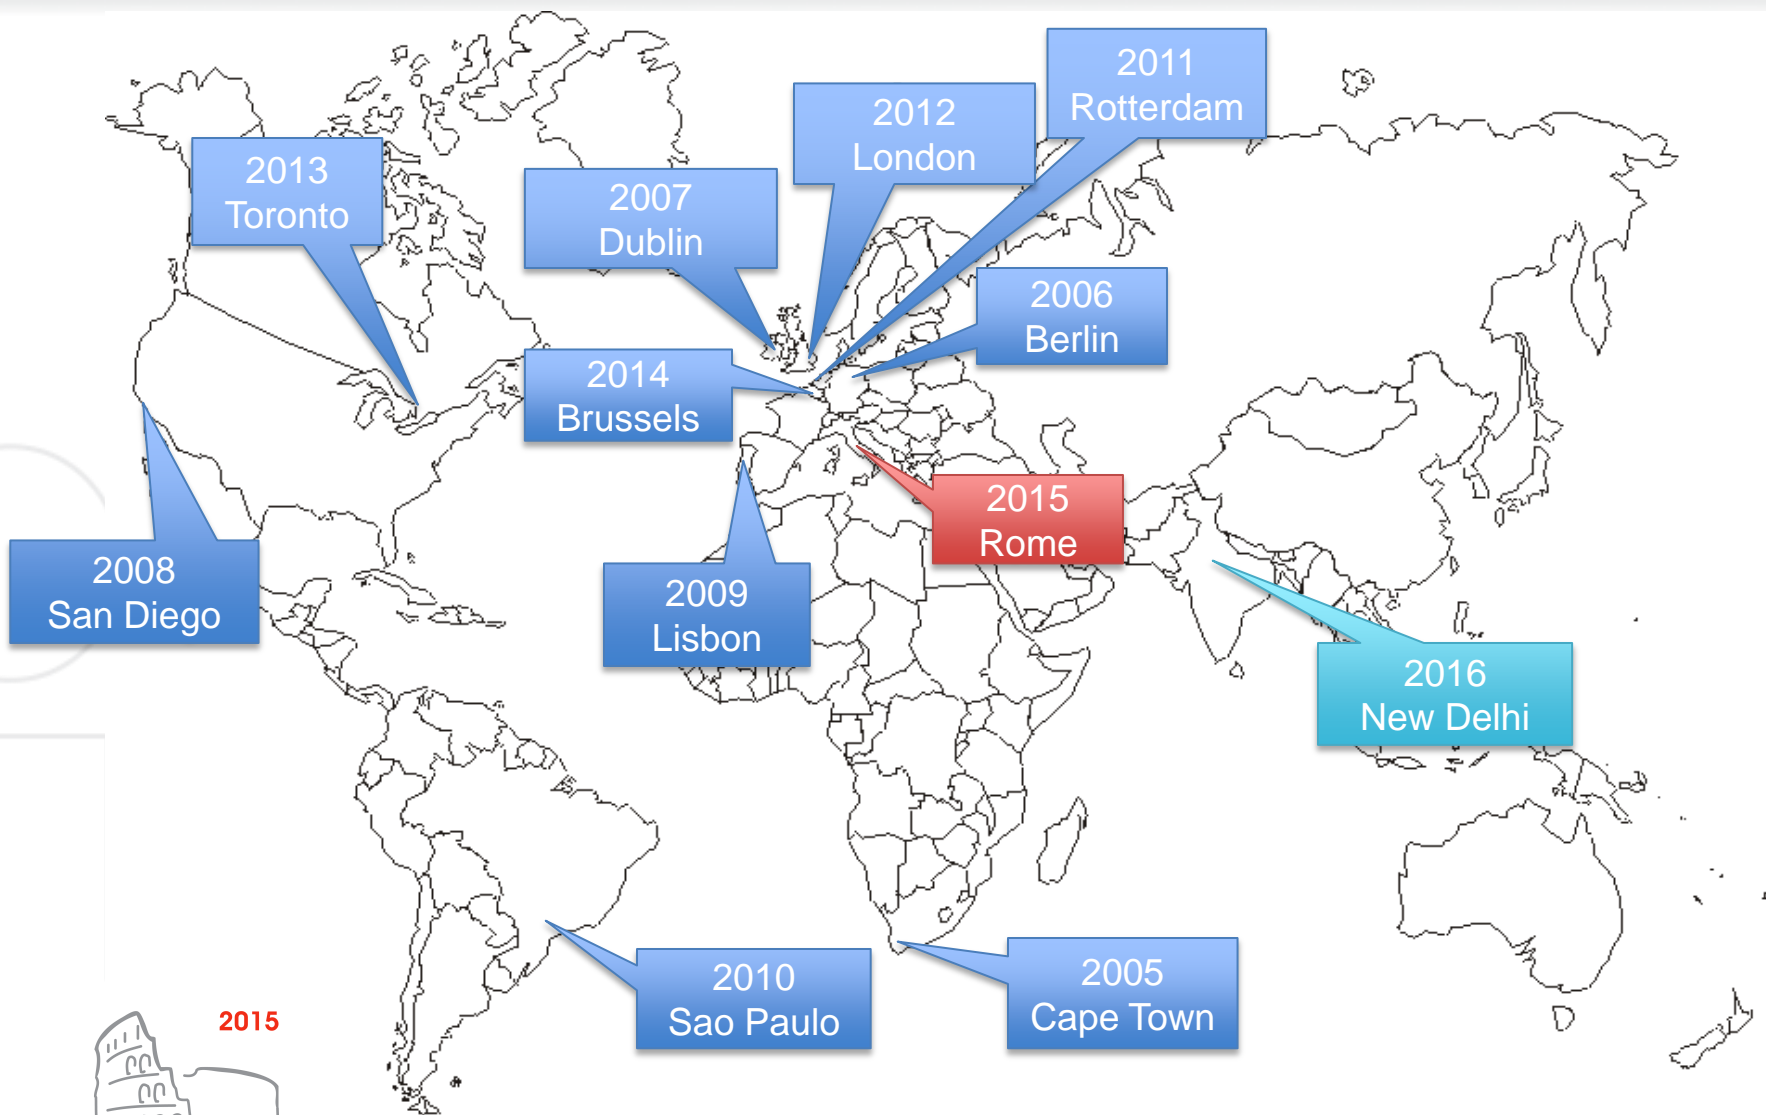 2011
Rotterdam
2012
London
2013
Toronto
2007
Dublin
2006
Berlin
2014
Brussels
2015
Rome
2008
San Diego
2009
Lisbon
2016
New Delhi
2010
Sao Paulo
2005
Cape Town
2015